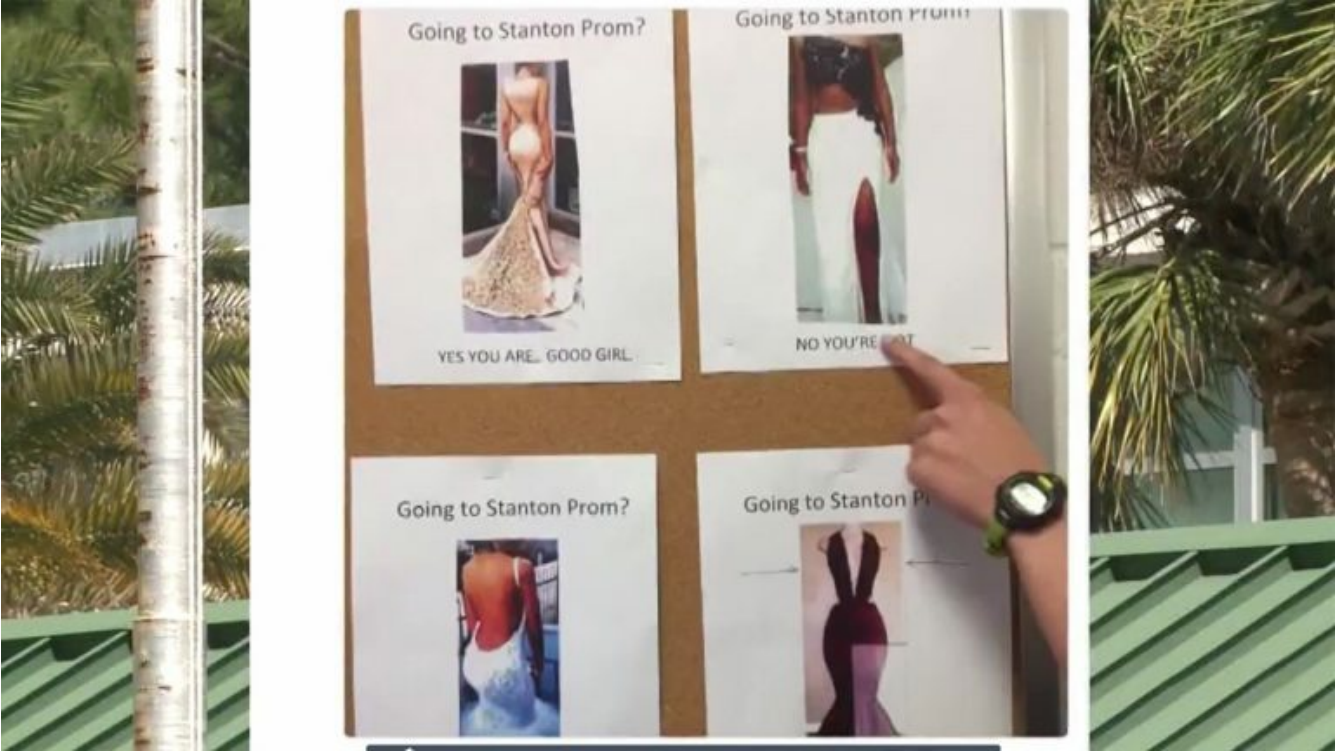 Going to Stanton Prom?
YES YOU ARE. GOOD GIRL.
Going to Stanton Prom?
NO YOU'RE
Going to Stanton Prom?
Going to Stanton